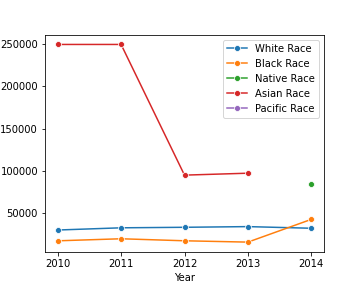 250000
200000
150000
100000
50000
White Race
Black Race
Native Race
Asian Race
Pacific Race
2010 2011 2012 2013 2014
Year